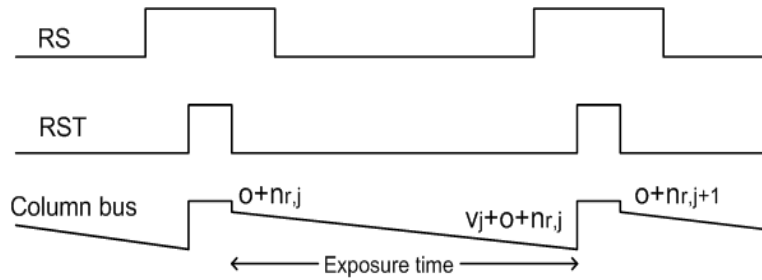 RS
RST
Column bus
o+nr,j
vj+o+nr,j
o+nr,j+1
Exposure time